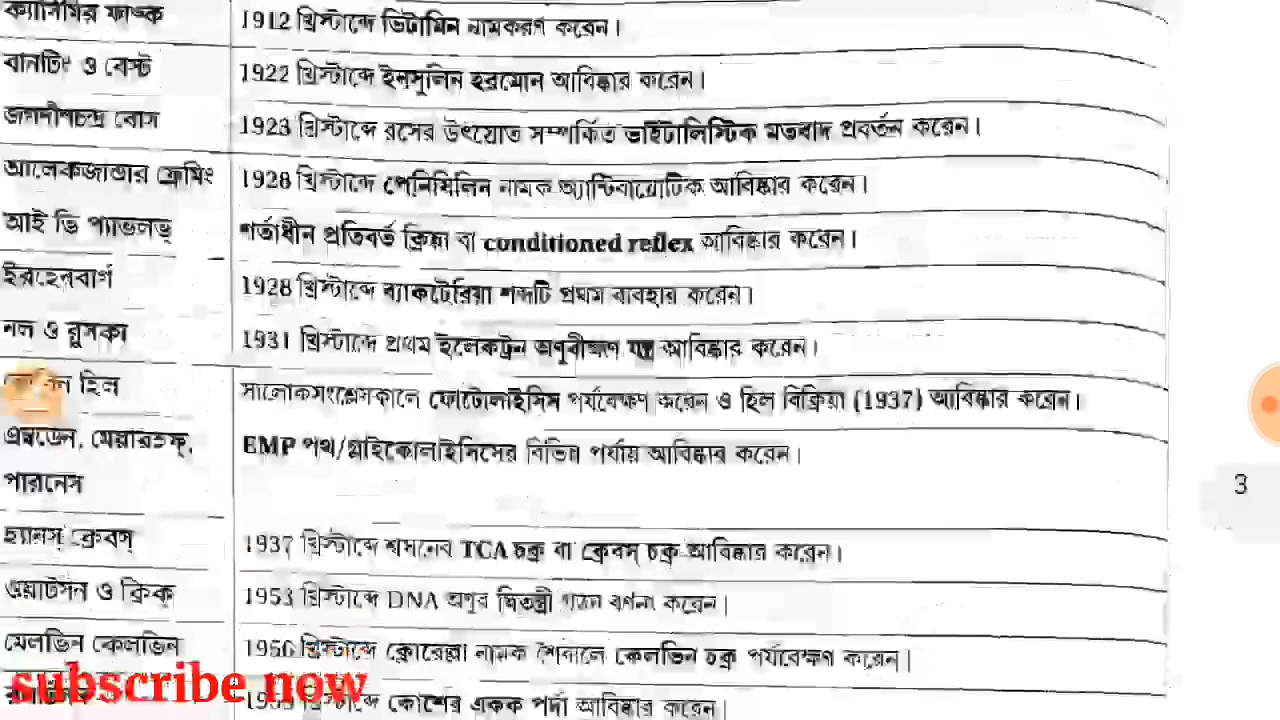 ক্যাসিমির ফাঙ্ক 1912 খ্রিস্টাব্দে ভিটামিন নামকরণ করেন।
বানটিং ও বেস্ট 1922 খ্রিস্টাব্দে ইনসুলিন হরমোন আবিষ্কার করেন।
জগদীশচন্দ্র বোস 1923 খ্রিস্টাব্দে রসের উৎস্রোত সম্পর্কিত ভাইটালিস্টিক মতবাদ প্রবর্তন করেন।
আলেকজান্ডার ফ্লেমিং 1928 খ্রিস্টাব্দে পেনিসিলিন নামক অ্যান্টিবায়োটিক আবিষ্কার করেন।
আই ভি প্যাভলভ্ শর্তাধীন প্রতিবর্ত ক্রিয়া বা conditioned reflex আবিষ্কার করেন।
ইরহেনবার্গ 1928 খ্রিস্টাব্দে ব্যাকটেরিয়া শব্দটি প্রথম ব্যবহার করেন।
নল ও রুসকা 1931 খ্রিস্টাব্দে প্রথম ইলেকট্রন অণুবীক্ষণ যন্ত্র আবিষ্কার করেন।
হিল সালোকসংশ্লেষকালে ফোটোলাইসিস পর্যবেক্ষণ করেন ও হিল বিক্রিয়া (1937) আবিষ্কার করেন।
এমবডেন, মেয়ারহফ্, EMP পথ/গ্লাইকোলাইসিসের বিভিন্ন পর্যায় আবিষ্কার করেন।
পারনেস
3
হ্যানস্ ক্রেবস্ 1937 খ্রিস্টাব্দে শ্বসনের TCA চক্র বা ক্রেবস্ চক্র আবিষ্কার করেন।
ওয়াটসন ও ক্রিক্ 1953 খ্রিস্টাব্দে DNA অণুর দ্বিতন্ত্রী গঠন বর্ণনা করেন।
মেলভিন কেলভিন 1956 খ্রিস্টাব্দে ক্লোরেল্লা নামক শৈবালে কেলভিন চক্র পর্যবেক্ষণ করেন।
subscribe now খ্রিস্টাব্দে কোশের একক পর্দা আবিষ্কার করেন।